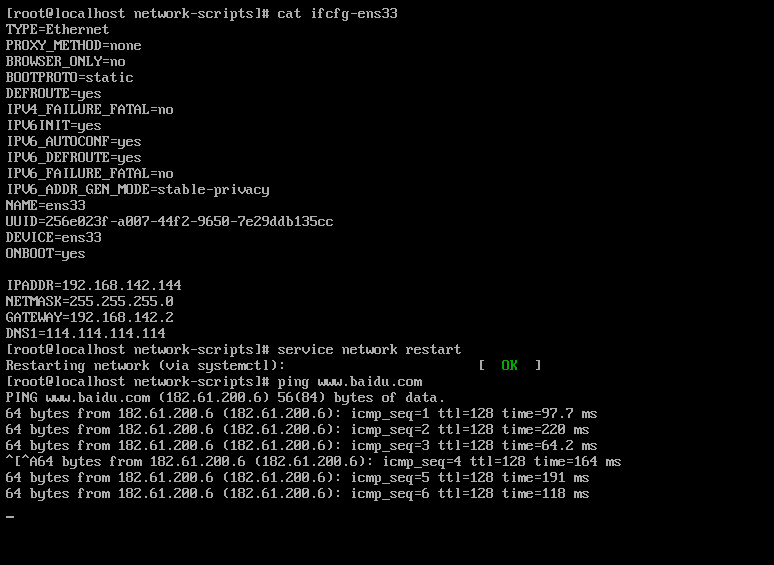 [root@localhost network-scripts]# cat ifcfg-ens33
TYPE=Ethernet
PROXY_METHOD=none
BROWSER_ONLY=no
BOOTPROTO=static
DEFROUTE=yes
IPV4_FAILURE_FATAL=no
IPV6INIT=yes
IPV6_AUTOCONF=yes
IPV6_DEFROUTE=yes
IPV6_FAILURE_FATAL=no
IPV6_ADDR_GEN_MODE=stable-privacy
NAME=ens33
UUID=256e023f-a007-44f2-9650-7e29ddb135cc
DEVICE=ens33
ONBOOT=yes

IPADDR=192.168.142.144
NETMASK=255.255.255.0
GATEWAY=192.168.142.2
DNS1=114.114.114.114
[root@localhost network-scripts]# service network restart
Restarting network (via systemctl):                        [  OK  ]
[root@localhost network-scripts]# ping www.baidu.com
PING www.baidu.com (182.61.200.6) 56(84) bytes of data.
64 bytes from 182.61.200.6 (182.61.200.6): icmp_seq=1 ttl=128 time=97.7 ms
64 bytes from 182.61.200.6 (182.61.200.6): icmp_seq=2 ttl=128 time=220 ms
64 bytes from 182.61.200.6 (182.61.200.6): icmp_seq=3 ttl=128 time=64.2 ms
^[^A64 bytes from 182.61.200.6 (182.61.200.6): icmp_seq=4 ttl=128 time=164 ms
64 bytes from 182.61.200.6 (182.61.200.6): icmp_seq=5 ttl=128 time=191 ms
64 bytes from 182.61.200.6 (182.61.200.6): icmp_seq=6 ttl=128 time=118 ms